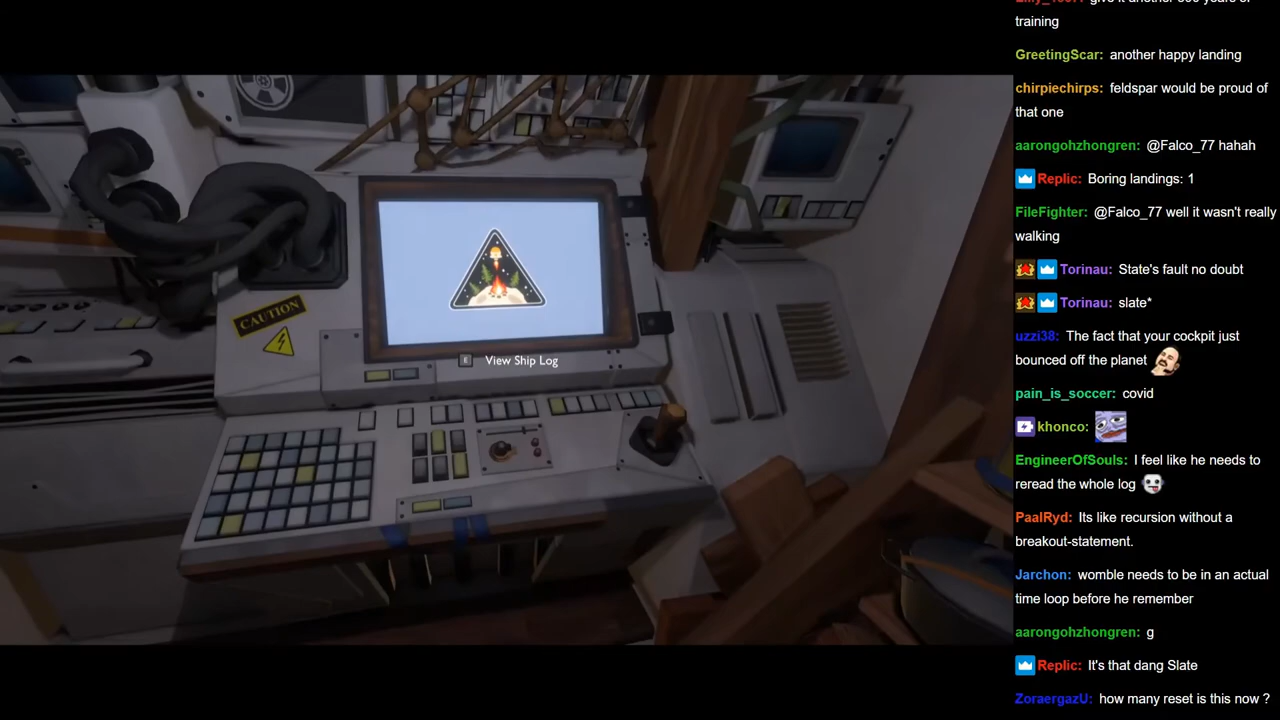 training
GreetingScar: another happy landing
chirpiechirps: feldspar would be proud of
that one
aarongohzhongren: @Falco_77 hahah
Replic: Boring landings: 1
FileFighter: @Falco_77 well it wasn't really
walking
Torinau: State's fault no doubt
Torinau: slate*
uzzi38: The fact that your cockpit just
bounced off the planet
pain_is_soccer: covid
khonco:
EngineerOfSouls: I feel like he needs to
reread the whole log
PaalRyd: Its like recursion without a
breakout-statement.
Jarchon: womble needs to be in an actual
time loop before he remember
aarongohzhongren: g
Replic: It's that dang Slate
ZoraergazU: how many reset is this now ?
CAUTION
E View Ship Log